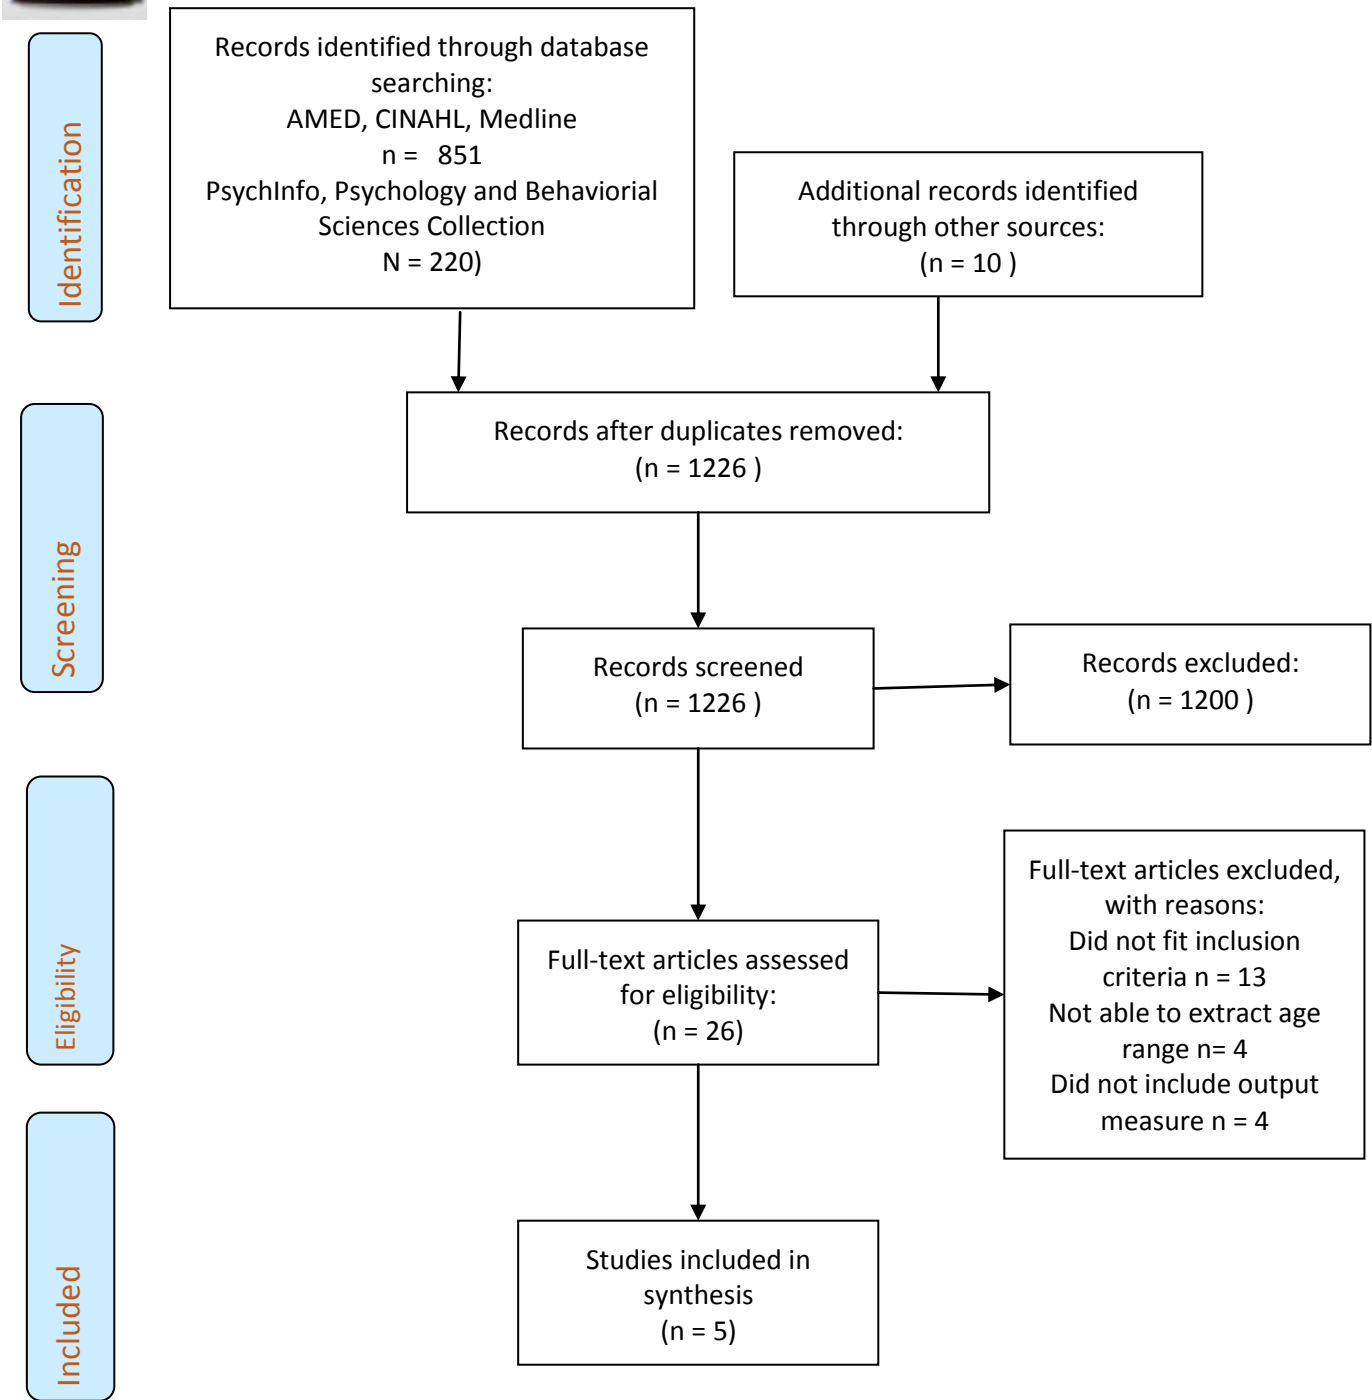 Identification
Records identified through database
searching:
AMED, CINAHL, Medline
n =   851
PsychInfo, Psychology and Behaviorial
Sciences Collection
N = 220)
Additional records identified
through other sources:
(n = 10 )
Screening
Records after duplicates removed:
(n = 1226 )
Records screened
(n = 1226 )
Records excluded:
(n = 1200 )
Eligibility
Full-text articles assessed
for eligibility:
(n = 26)
Full-text articles excluded,
with reasons:
Did not fit inclusion
criteria n = 13
Not able to extract age
range n= 4
Did not include output
measure n = 4
Included
Studies included in
synthesis
(n = 5)